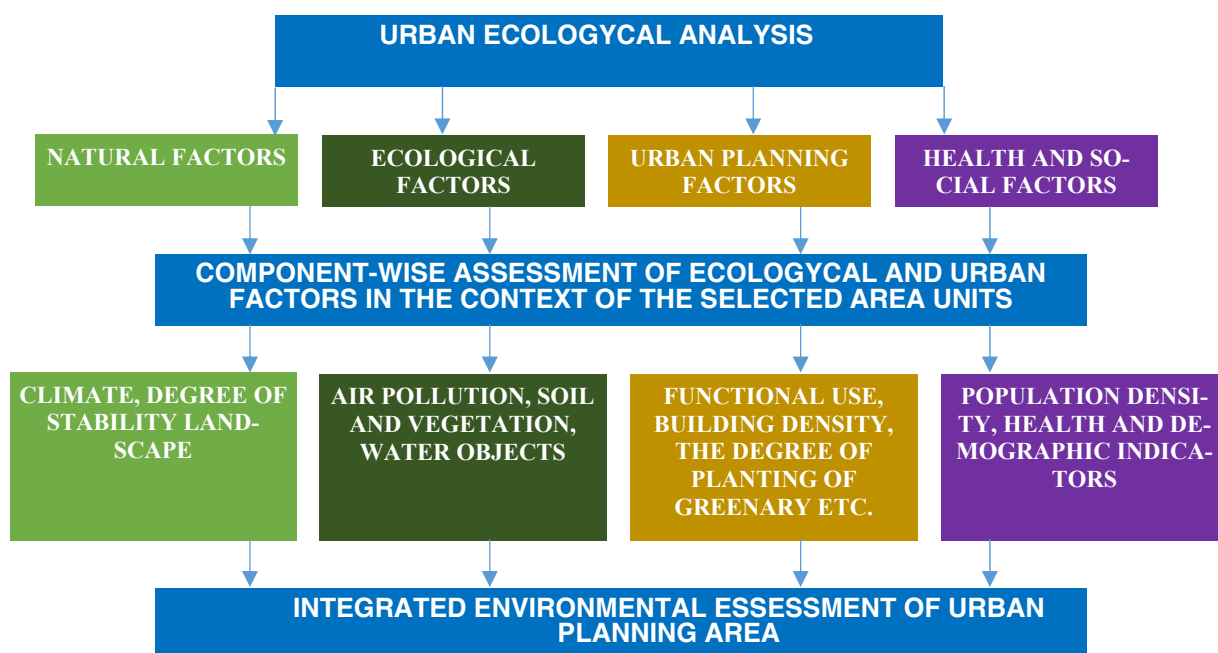 URBAN ECOLOGYCAL ANALYSIS
NATURAL FACTORS
ECOLOGICAL
FACTORS
URBAN PLANNING
FACTORS
HEALTH AND SO-
CIAL FACTORS
COMPONENT-WISE ASSESSMENT OF ECOLOGYCAL AND URBAN
FACTORS IN THE CONTEXT OF THE SELECTED AREA UNITS
CLIMATE, DEGREE OF
STABILITY LAND-
SCAPE
AIR POLLUTION, SOIL
AND VEGETATION,
WATER OBJECTS
FUNCTIONAL USE,
BUILDING DENSITY,
THE DEGREE OF
PLANTING OF
GREENARY ETC.
POPULATION DENSI-
TY, HEALTH AND DE-
MOGRAPHIC INDICA-
TORS
INTEGRATED ENVIRONMENTAL ESSESSMENT OF URBAN
PLANNING AREA